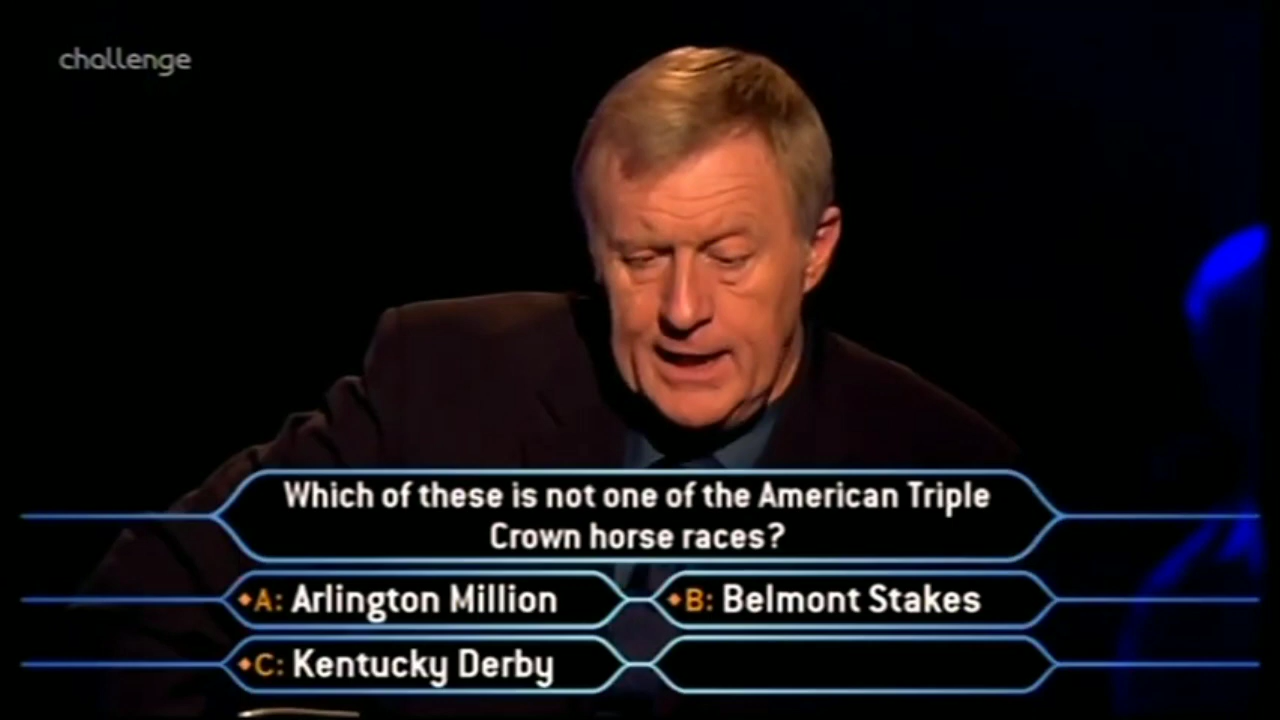 challenge
Which of these is not one of the American Triple
Crown horse races?
A: Arlington Million
B: Belmont Stakes
C: Kentucky Derby